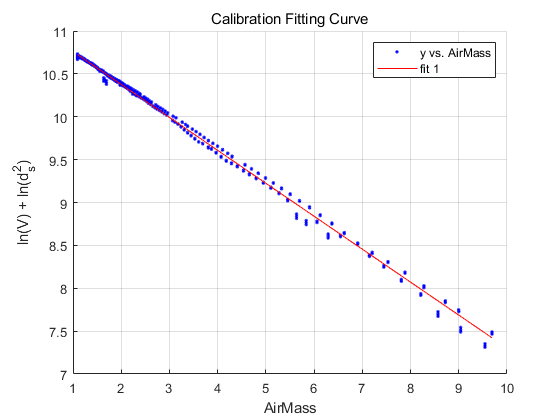 Calibration Fitting Curve
y vs. AirMass
fit 1
ln(V) + ln(d_s^2)
11
10.5
10
9.5
9
8.5
8
7.5
7
1 2 3 4 5 6 7 8 9 10
AirMass